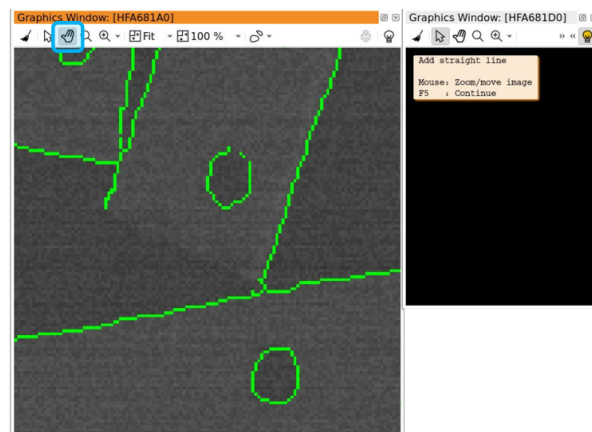 Graphics Window: [HFA681A0]
Fit
100 %
Graphics Window: [HFA681D0]
Add straight line
Mouse: Zoom/move image
F5 : Continue